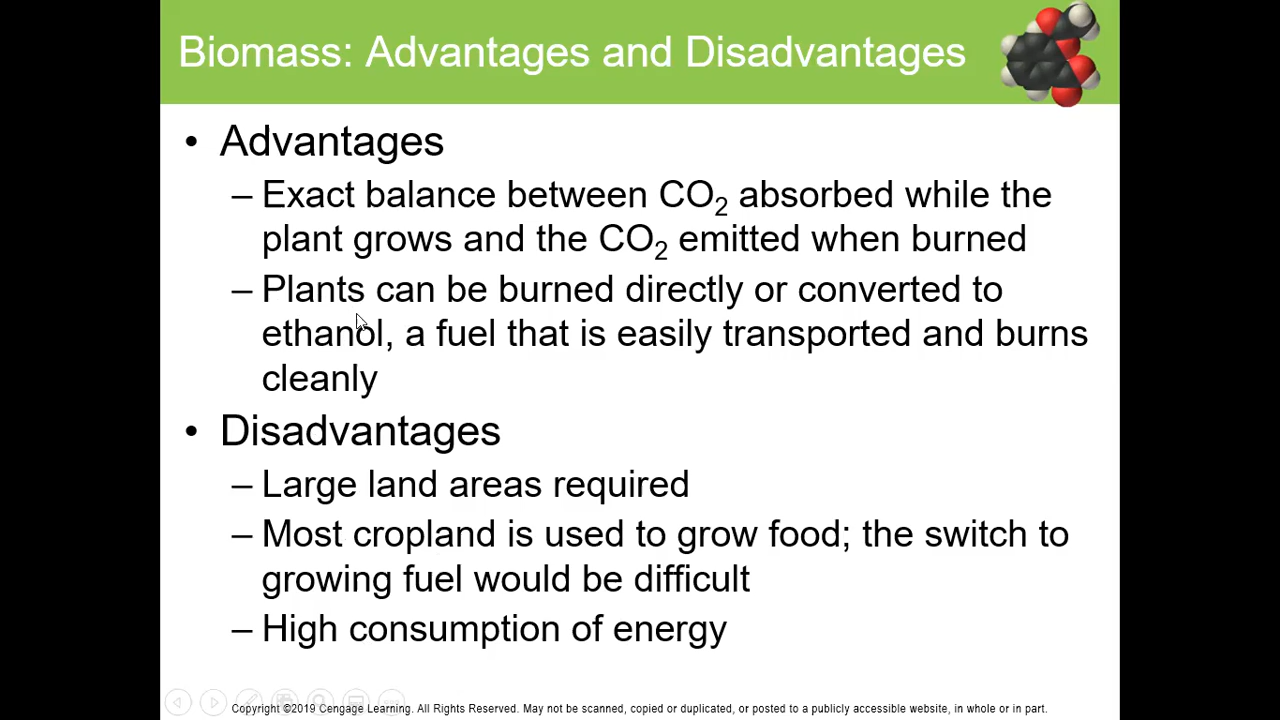 Biomass: Advantages and Disadvantages
• Advantages
– Exact balance between CO₂ absorbed while the
plant grows and the CO₂ emitted when burned
– Plants can be burned directly or converted to
ethanol, a fuel that is easily transported and burns
cleanly
• Disadvantages
– Large land areas required
– Most cropland is used to grow food; the switch to
growing fuel would be difficult
– High consumption of energy
Copyright ©2019 Cengage Learning. All Rights Reserved. May not be scanned, copied or duplicated, or posted to a publicly accessible website, in whole or in part.